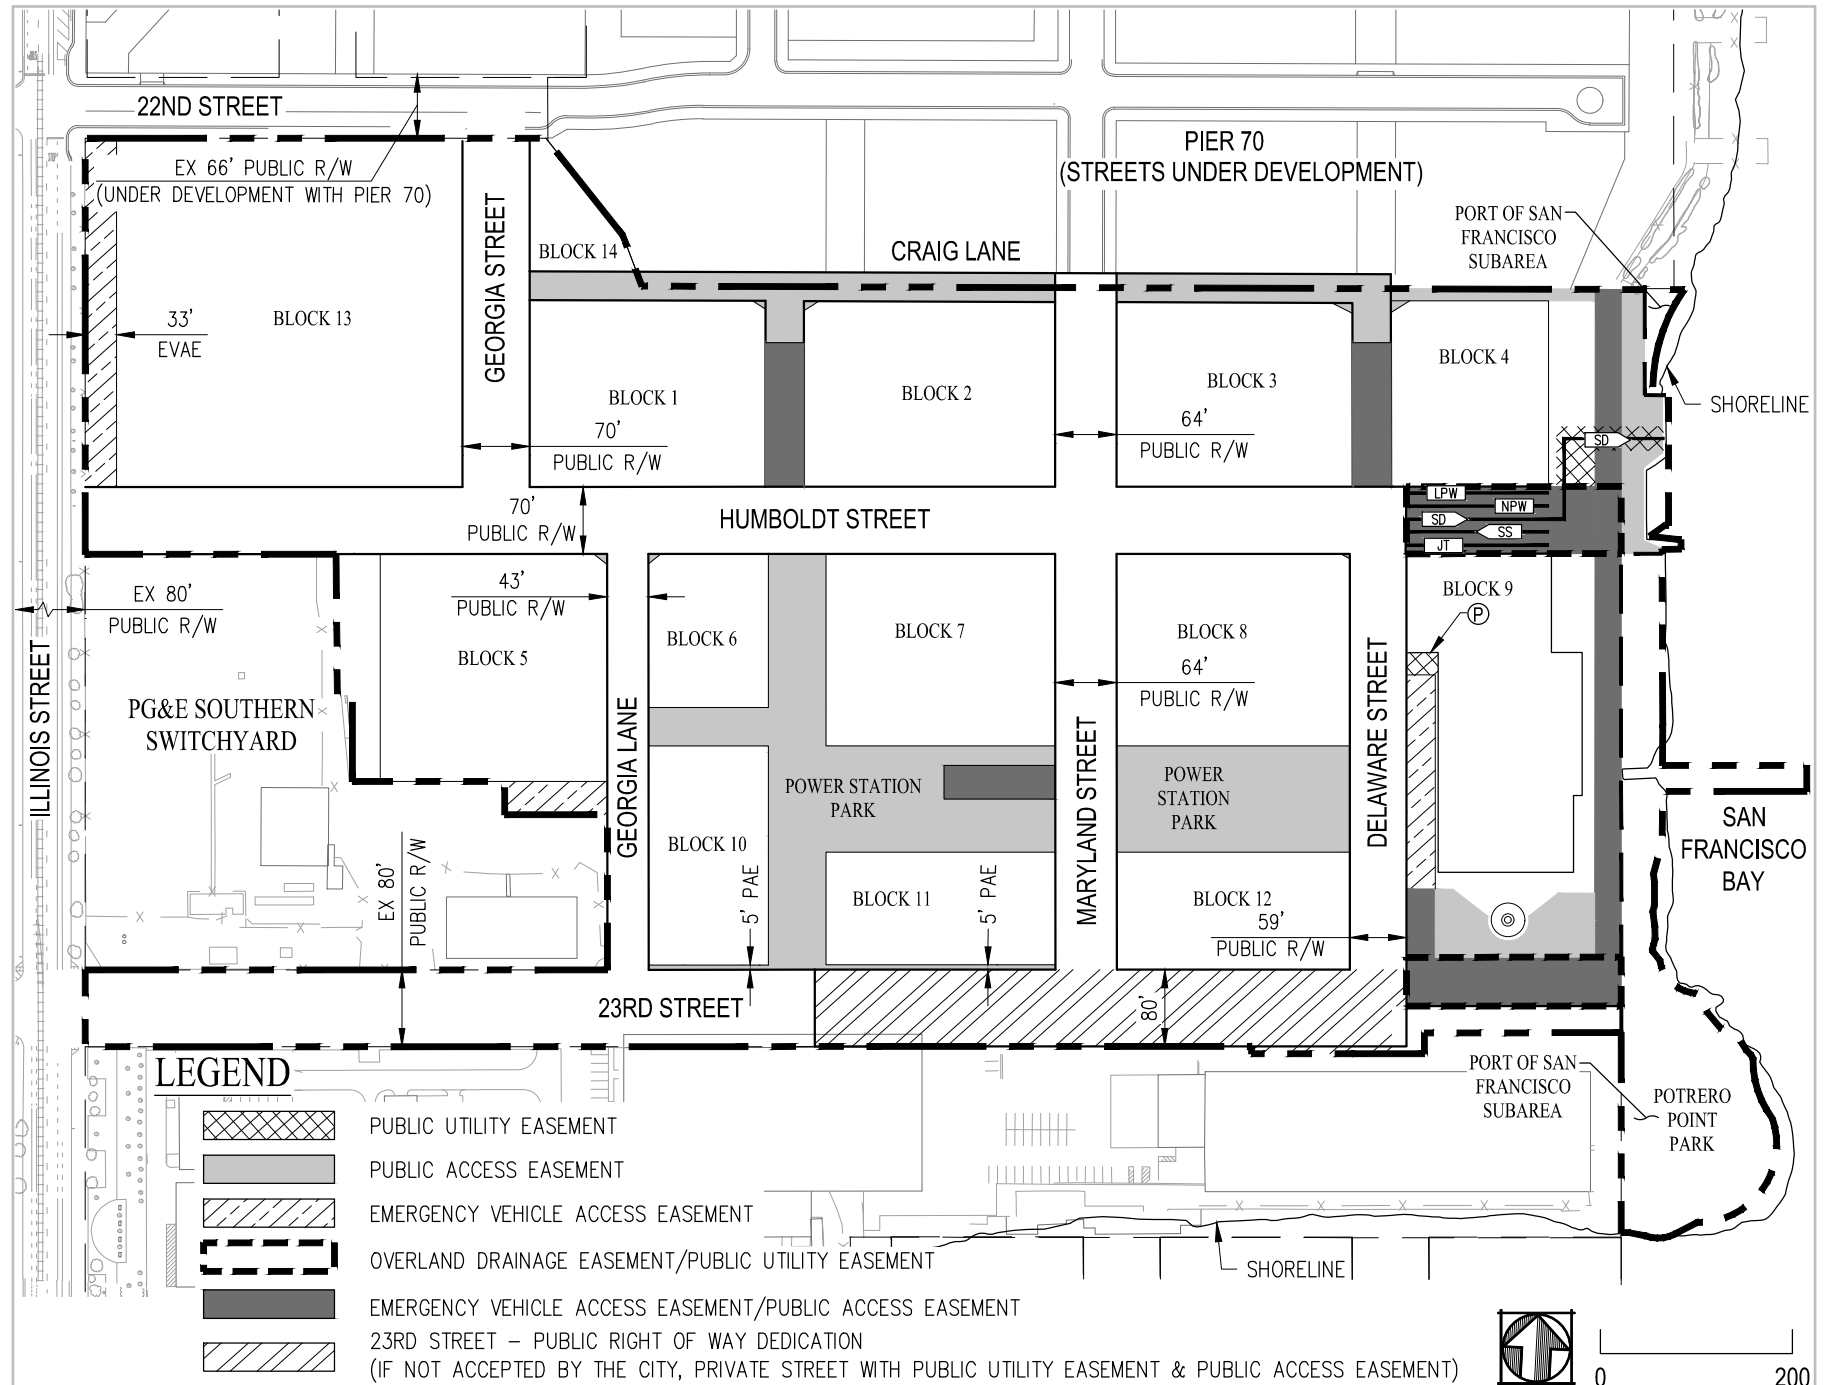 22ND STREET
EX 66' PUBLIC R/W
(UNDER DEVELOPMENT WITH PIER 70)
PIER 70
(STREETS UNDER DEVELOPMENT)
PORT OF SAN
FRANCISCO
SUBAREA
GEORGIA STREET
BLOCK 14
CRAIG LANE
33'
EVAE
BLOCK 13
BLOCK 1
BLOCK 2
BLOCK 3
BLOCK 4
SHORELINE
70'
PUBLIC R/W
64'
PUBLIC R/W
SD
LPW
NPW
SD
SS
JT
70'
PUBLIC R/W
HUMBOLDT STREET
EX 80'
PUBLIC R/W
43'
PUBLIC R/W
BLOCK 5
BLOCK 6
BLOCK 7
BLOCK 8
64'
PUBLIC R/W
BLOCK 9
P
ILLINOIS STREET
PG&E SOUTHERN
SWITCHYARD
GEORGIA LANE
MARYLAND STREET
DELAWARE STREET
POWER STATION
PARK
POWER
STATION
PARK
SAN
FRANCISCO
BAY
EX 80'
PUBLIC R/W
BLOCK 10
5' PAE
BLOCK 11
5' PAE
BLOCK 12
59'
PUBLIC R/W
23RD STREET
80'
PORT OF SAN
FRANCISCO
SUBAREA
POTRERO
POINT
PARK
SHORELINE
LEGEND
PUBLIC UTILITY EASEMENT
PUBLIC ACCESS EASEMENT
EMERGENCY VEHICLE ACCESS EASEMENT
OVERLAND DRAINAGE EASEMENT/PUBLIC UTILITY EASEMENT
EMERGENCY VEHICLE ACCESS EASEMENT/PUBLIC ACCESS EASEMENT
23RD STREET – PUBLIC RIGHT OF WAY DEDICATION
(IF NOT ACCEPTED BY THE CITY, PRIVATE STREET WITH PUBLIC UTILITY EASEMENT & PUBLIC ACCESS EASEMENT)
0 200